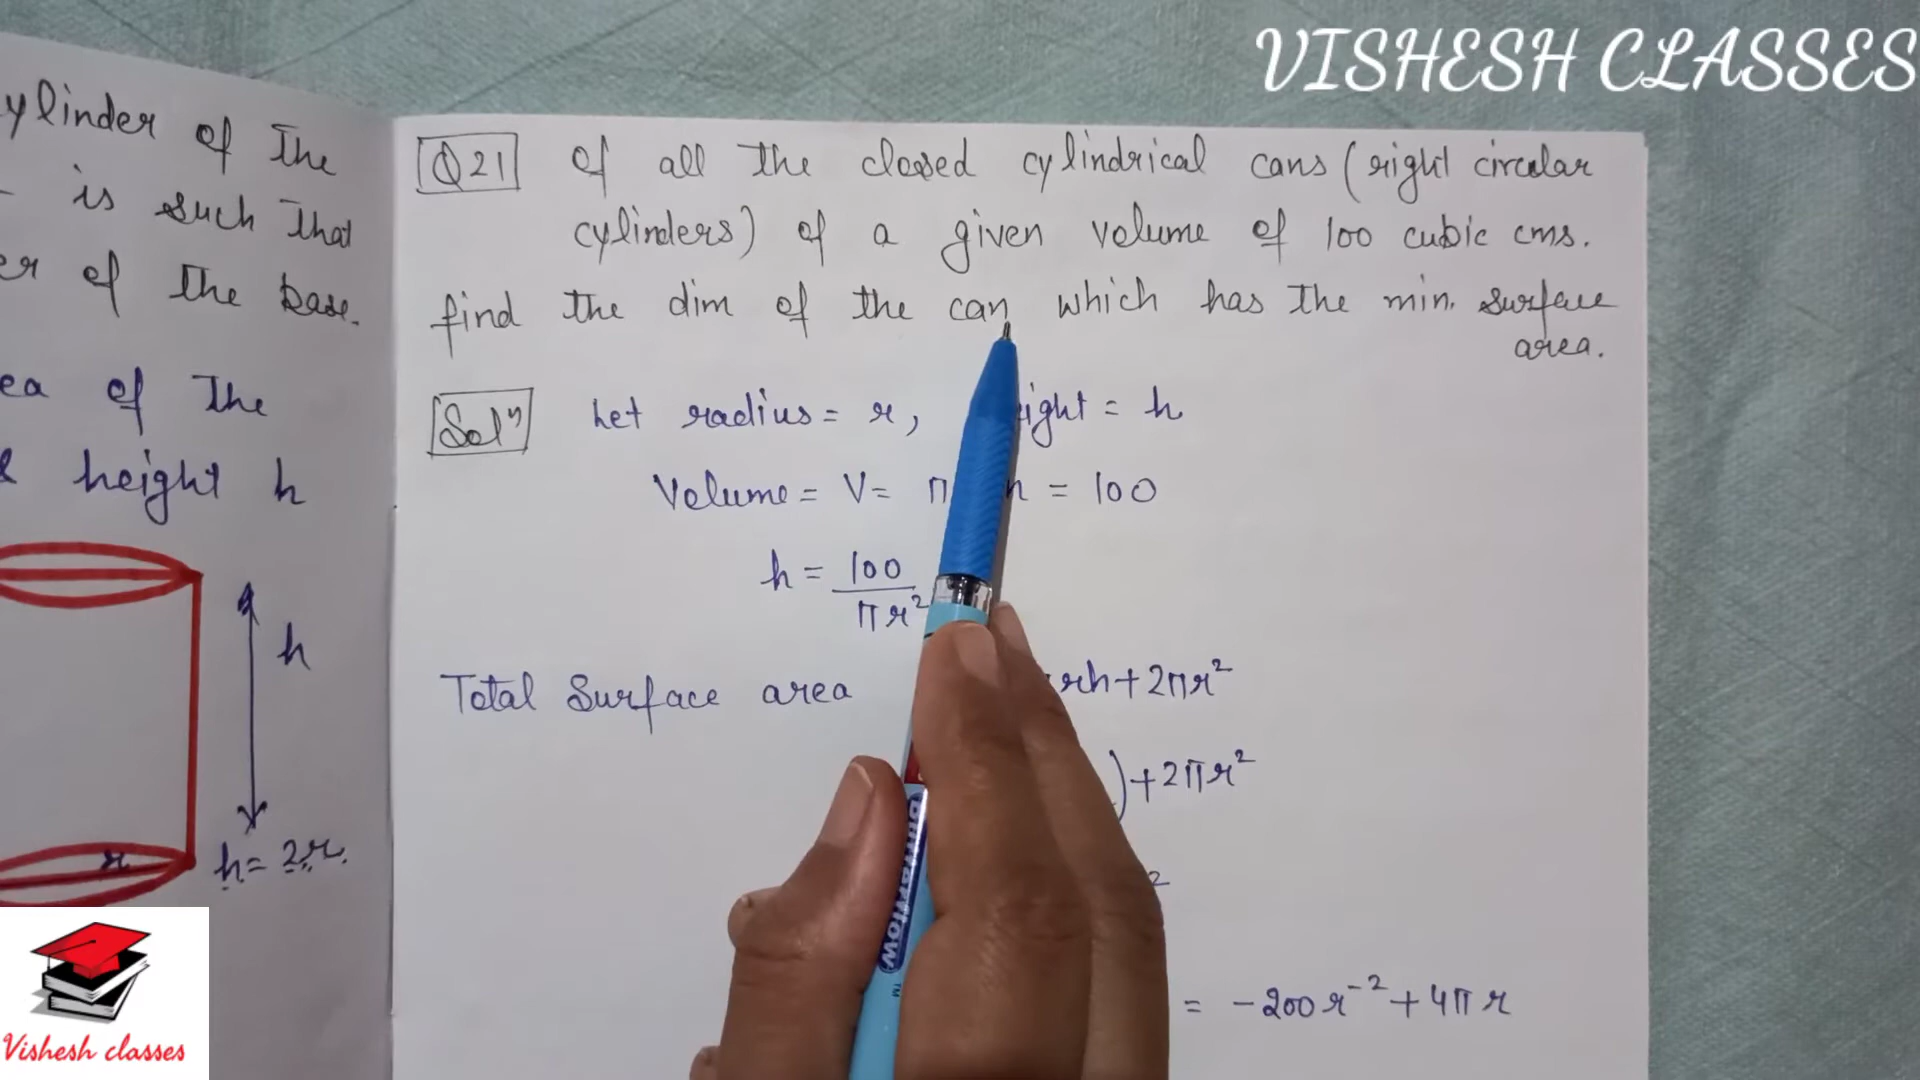 VISHESH CLASSES
ylinder of the
is such that
er of the base.
ea of the
& height h
h
r
h = 2r.
Q21 Of all the closed cylindrical cans (right circular
cylinders) of a given volume of 100 cubic cms.
find the dim of the can which has the min. surface
area.
Solⁿ Let radius = r, ight = h
Volume = V = π h = 100
h = 100 / πr²
Total Surface area rh + 2πr²
) + 2πr²
2
= -200r⁻² + 4πr
Vishesh classes